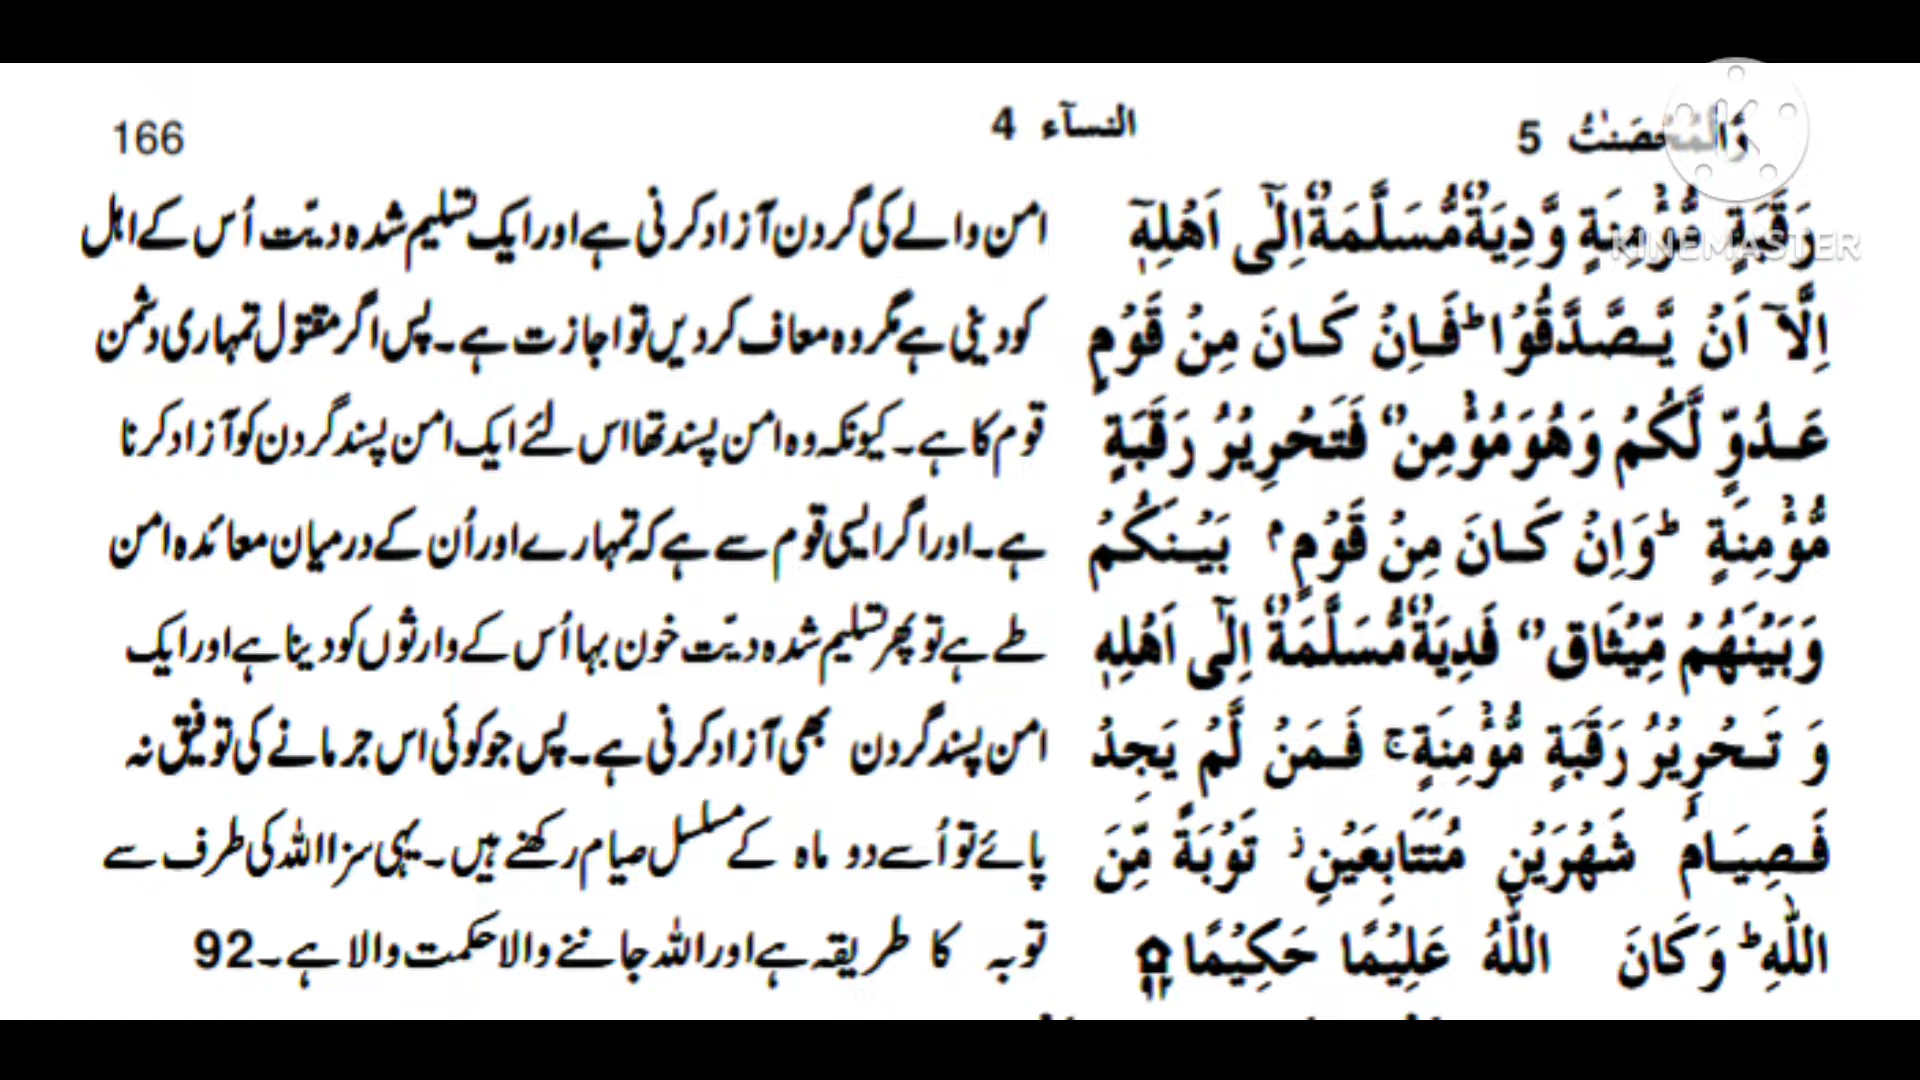 وَالْمُحْصَنٰتُ 5
النسآء 4
166
رَقَبَةٍ مُّؤْمِنَةٍ وَّدِيَةٌ مُّسَلَّمَةٌ اِلٰٓى اَهْلِهٖٓ
اِلَّآ اَنْ يَّصَّدَّقُوْا ؕ فَاِنْ كَانَ مِنْ قَوْمٍ
عَدُوٍّ لَّكُمْ وَهُوَ مُؤْمِنٌ فَتَحْرِيْرُ رَقَبَةٍ
مُّؤْمِنَةٍ ؕ وَاِنْ كَانَ مِنْ قَوْمٍۭ بَيْنَكُمْ
وَبَيْنَهُمْ مِّيْثَاقٌ فَدِيَةٌ مُّسَلَّمَةٌ اِلٰٓى اَهْلِهٖ
وَ تَحْرِيْرُ رَقَبَةٍ مُّؤْمِنَةٍ ۚ فَمَنْ لَّمْ يَجِدْ
فَصِيَامُ شَهْرَيْنِ مُتَتَابِعَيْنِ ؗ تَوْبَةً مِّنَ
اللّٰهِ ؕ وَكَانَ اللّٰهُ عَلِيْمًا حَكِيْمًا ۹۲
امن والے کی گردن آزاد کرنی ہے اور ایک تسلیم شدہ دیّت اُس کے اہل
کو دینی ہے مگر وہ معاف کر دیں تو اجازت ہے۔ پس اگر مقتول تمہاری دشمن
قوم کا ہے۔ کیونکہ وہ امن پسند تھا اس لئے ایک امن پسند گردن کو آزاد کرنا
ہے۔ اور اگر ایسی قوم سے ہے کہ تمہارے اور اُن کے درمیان معائدہ امن
طے ہے تو پھر تسلیم شدہ دیّت خون بہا اُس کے وارثوں کو دینا ہے اور ایک
امن پسند گردن بھی آزاد کرنی ہے۔ پس جو کوئی اس جرمانے کی توفیق نہ
پائے تو اُسے دو ماہ کے مسلسل صیام رکھنے ہیں۔ یہی سزا اللہ کی طرف سے
توبہ کا طریقہ ہے اور اللہ جاننے والا حکمت والا ہے۔92
KINEMASTER